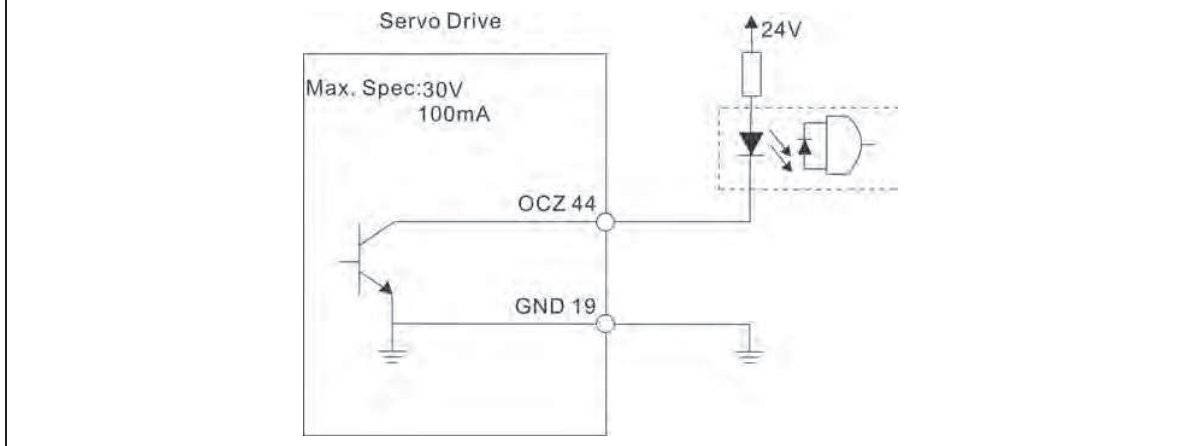 Servo Drive
24V
Max. Spec:30V
100mA
OCZ 44
GND 19